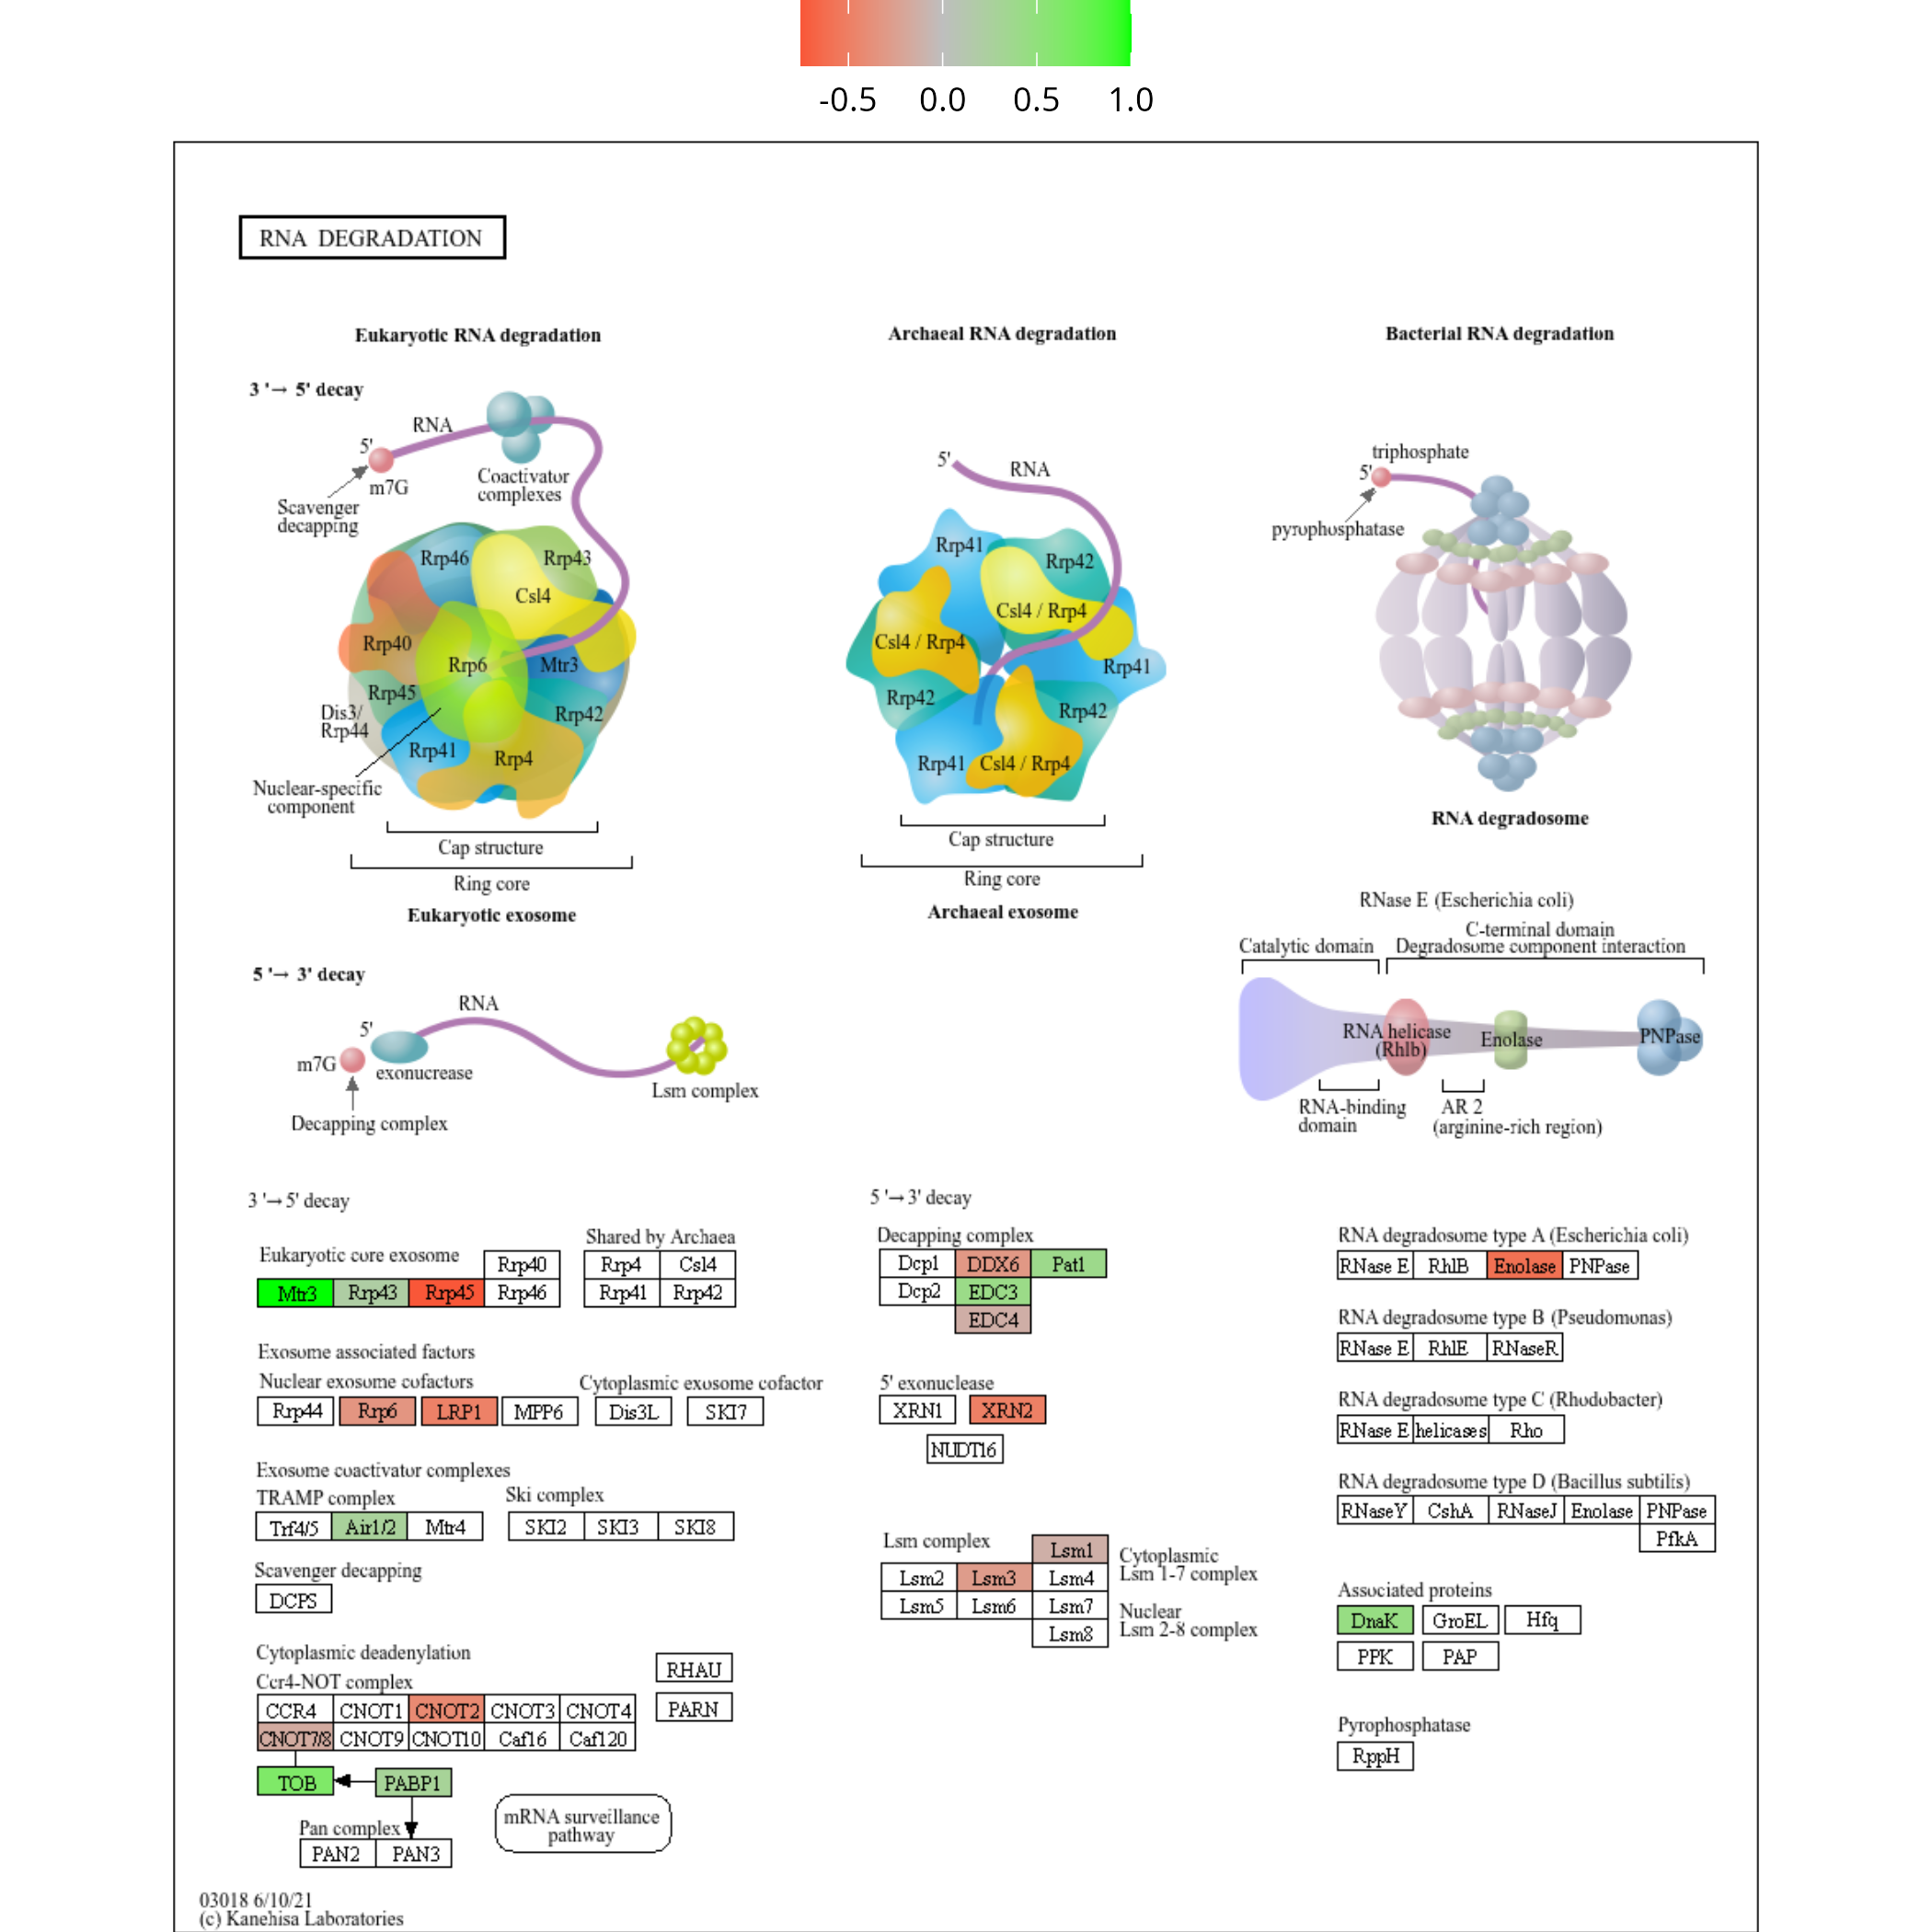 -0.5 0.0 0.5 1.0
RNA DEGRADATION
Eukaryotic RNA degradation
3 '→ 5' decay
RNA
5'
m7G
Coactivator
complexes
Scavenger
decapping
Rrp46
Rrp43
Csl4
Rrp40
Rrp6
Mtr3
Rrp45
Dis3/
Rrp44
Rrp42
Rrp41
Rrp4
Nuclear-specific
component
Cap structure
Ring core
Eukaryotic exosome
5 '→ 3' decay
RNA
5'
m7G
exonucrease
Lsm complex
Decapping complex
Archaeal RNA degradation
5'
RNA
Rrp41
Rrp42
Csl4 / Rrp4
Csl4 / Rrp4
Rrp41
Rrp42
Rrp42
Rrp41
Csl4 / Rrp4
Cap structure
Ring core
Archaeal exosome
Bacterial RNA degradation
triphosphate
5'
pyrophosphatase
RNA degradosome
RNase E (Escherichia coli)
C-terminal domain
Catalytic domain
Degradosome component interaction
RNA helicase
(Rhlb)
Enolase
PNPase
RNA-binding
domain
AR 2
(arginine-rich region)
3 '→ 5' decay
Eukaryotic core exosome
Rrp40
Mtr3 Rrp43 Rrp45 Rrp46
Shared by Archaea
Rrp4 Csl4
Rrp41 Rrp42
Exosome associated factors
Nuclear exosome cofactors
Rrp44 Rrp6 LRP1 MPP6
Cytoplasmic exosome cofactor
Dis3L SKI7
Exosome coactivator complexes
TRAMP complex
Trf4/5 Air1/2 Mtr4
Ski complex
SKI2 SKI3 SKI8
Scavenger decapping
DCPS
Cytoplasmic deadenylation
Ccr4-NOT complex
CCR4 CNOT1 CNOT2 CNOT3 CNOT4
CNOT7/8 CNOT9 CNOT10 Caf16 Caf120
RHAU
PARN
TOB
PABP1
Pan complex
PAN2 PAN3
mRNA surveillance
pathway
5 '→ 3' decay
Decapping complex
Dcp1 DDX6 Pat1
Dcp2 EDC3
EDC4
5' exonuclease
XRN1 XRN2
NUDT16
Lsm complex
Lsm1
Lsm2 Lsm3 Lsm4
Lsm5 Lsm6 Lsm7
Lsm8
Cytoplasmic
Lsm 1-7 complex
Nuclear
Lsm 2-8 complex
RNA degradosome type A (Escherichia coli)
RNase E RhlB Enolase PNPase
RNA degradosome type B (Pseudomonas)
RNase E RhlE RNaseR
RNA degradosome type C (Rhodobacter)
RNase E helicases Rho
RNA degradosome type D (Bacillus subtilis)
RNaseY CshA RNaseJ Enolase PNPase
PfkA
Associated proteins
DnaK GroEL Hfq
PPK PAP
Pyrophosphatase
RppH
03018 6/10/21
(c) Kanehisa Laboratories